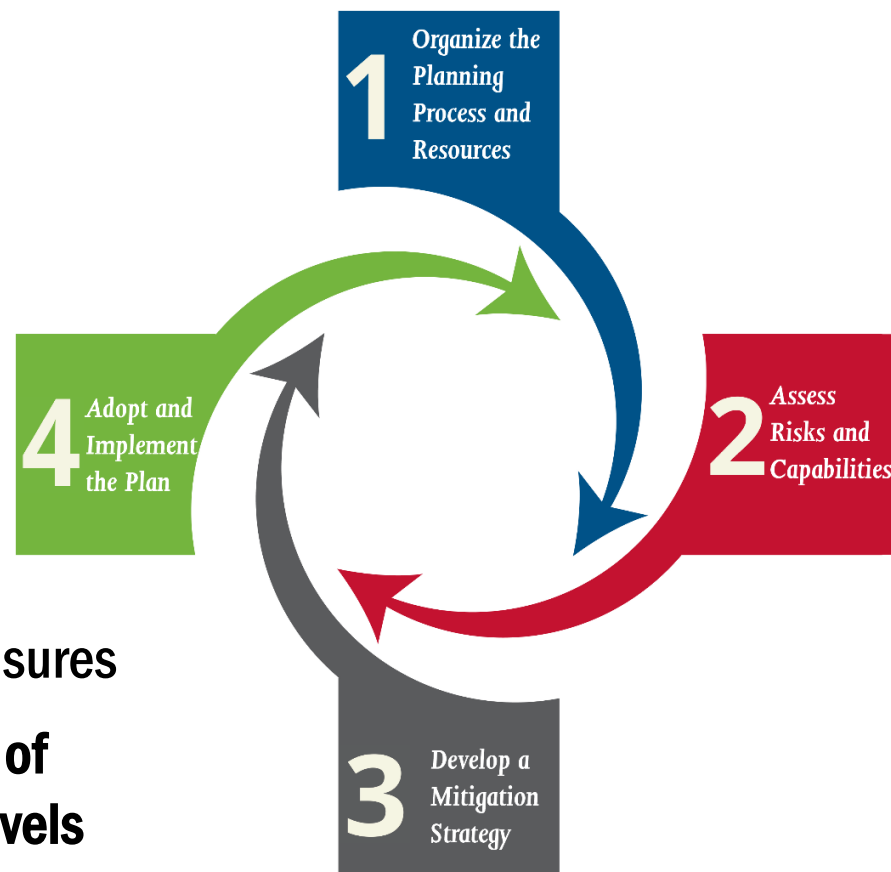 1
Organize the
Planning
Process and
Resources
2
Assess
Risks and
Capabilities
3
Develop a
Mitigation
Strategy
4
Adopt and
Implement
the Plan
sures
of
vels